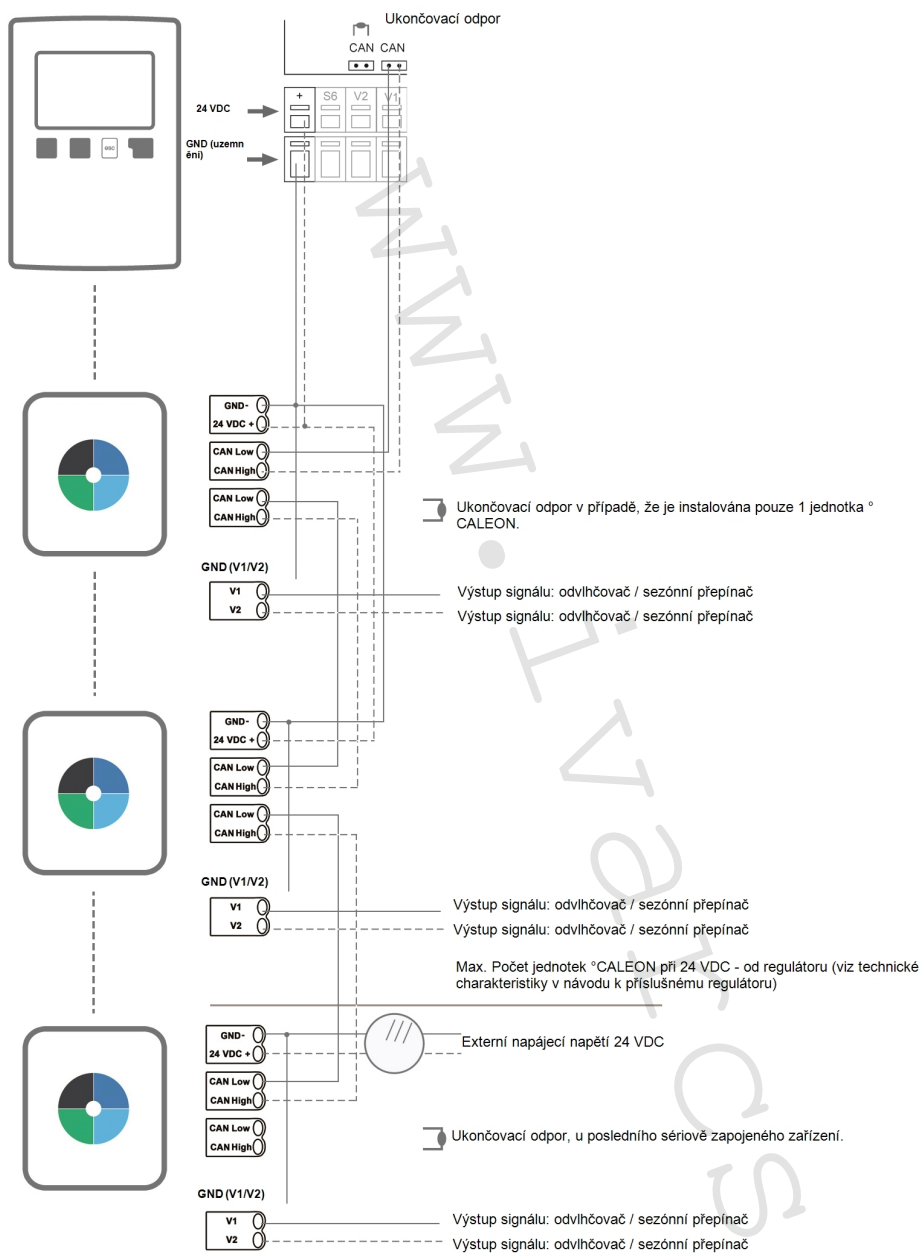 Ukončovací odpor
CAN CAN
+ S6 V2 V1
24 VDC
GND (uzemn
ění)
esc
GND-
24 VDC +
CAN Low
CAN High
CAN Low
CAN High
Ukončovací odpor v případě, že je instalována pouze 1 jednotka °
CALEON.
GND (V1/V2)
V1
Výstup signálu: odvlhčovač / sezónní přepínač
V2
Výstup signálu: odvlhčovač / sezónní přepínač
GND-
24 VDC +
CAN Low
CAN High
CAN Low
CAN High
GND (V1/V2)
V1
Výstup signálu: odvlhčovač / sezónní přepínač
V2
Výstup signálu: odvlhčovač / sezónní přepínač
Max. Počet jednotek °CALEON při 24 VDC - od regulátoru (viz technické
charakteristiky v návodu k příslušnému regulátoru)
GND-
24 VDC +
Externí napájecí napětí 24 VDC
CAN Low
CAN High
CAN Low
CAN High
Ukončovací odpor, u posledního sériově zapojeného zařízení.
GND (V1/V2)
V1
Výstup signálu: odvlhčovač / sezónní přepínač
V2
Výstup signálu: odvlhčovač / sezónní přepínač
www.ivarcs